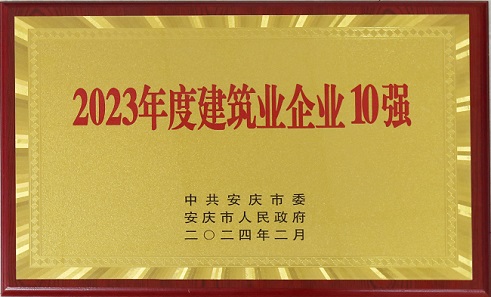 2023年度建筑业企业10强
中共安庆市委
安庆市人民政府
二〇二四年二月